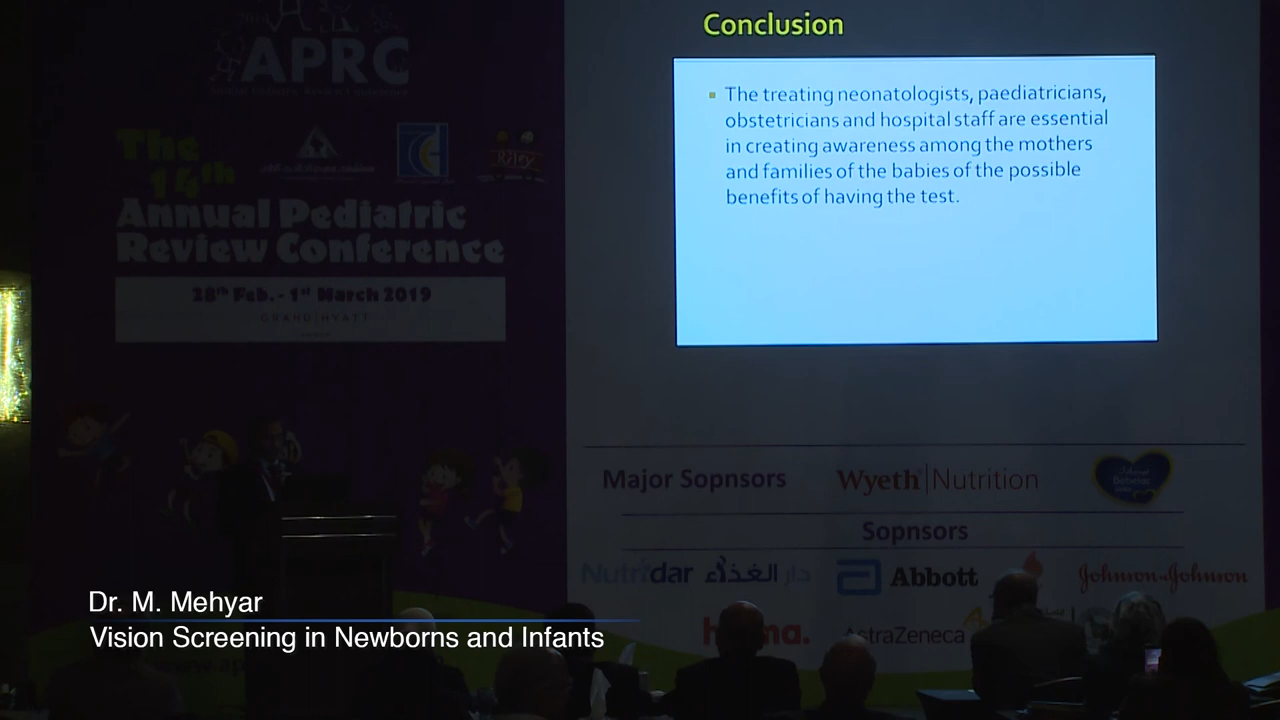 Conclusion
The treating neonatologists, paediatricians,
obstetricians and hospital staff are essential
in creating awareness among the mothers
and families of the babies of the possible
benefits of having the test.
APRC
The
14th
Riley
Annual Pediatric
Review Conference
28th Feb. - 1st March 2019
GRAND HYATT
Major Sopnsors
Wyeth | Nutrition
Sopnsors
Nutridar دار الغذاء
Abbott
Johnson & Johnson
AstraZeneca
Dr. M. Mehyar
Vision Screening in Newborns and Infants